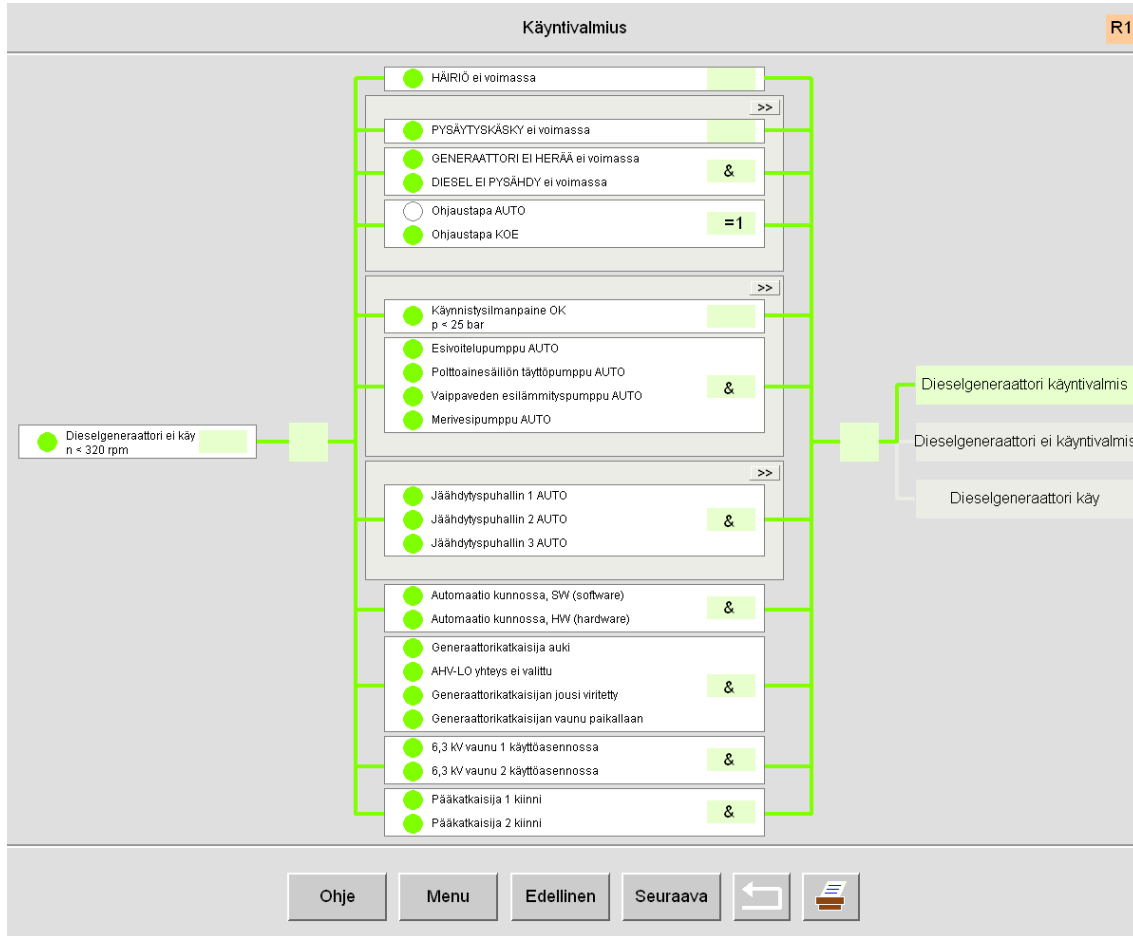 Käyntivalmius
R1
HÄIRIÖ ei voimassa
>>
PYSÄYTYSKÄSKY ei voimassa
GENERAATTORI EI HERÄÄ ei voimassa
DIESEL EI PYSÄHDY ei voimassa
&
Ohjaustapa AUTO
Ohjaustapa KOE
=1
>>
Käynnistysilmanpaine OK
p < 25 bar
Esivoitelupumppu AUTO
Polttoainesäiliön täyttöpumppu AUTO
Vaippaveden esilämmityspumppu AUTO
Merivesipumppu AUTO
&
Dieselgeneraattori ei käy
n < 320 rpm
Dieselgeneraattori käyntivalmis
Dieselgeneraattori ei käyntivalmis
Dieselgeneraattori käy
>>
Jäähdytyspuhallin 1 AUTO
Jäähdytyspuhallin 2 AUTO
Jäähdytyspuhallin 3 AUTO
&
Automaatio kunnossa, SW (software)
Automaatio kunnossa, HW (hardware)
&
Generaattorikatkaisija auki
AHV-LO yhteys ei valittu
Generaattorikatkaisijan jousi viritetty
Generaattorikatkaisijan vaunu paikallaan
&
6,3 kV vaunu 1 käyttöasennossa
6,3 kV vaunu 2 käyttöasennossa
&
Pääkatkaisija 1 kiinni
Pääkatkaisija 2 kiinni
&
Ohje
Menu
Edellinen
Seuraava